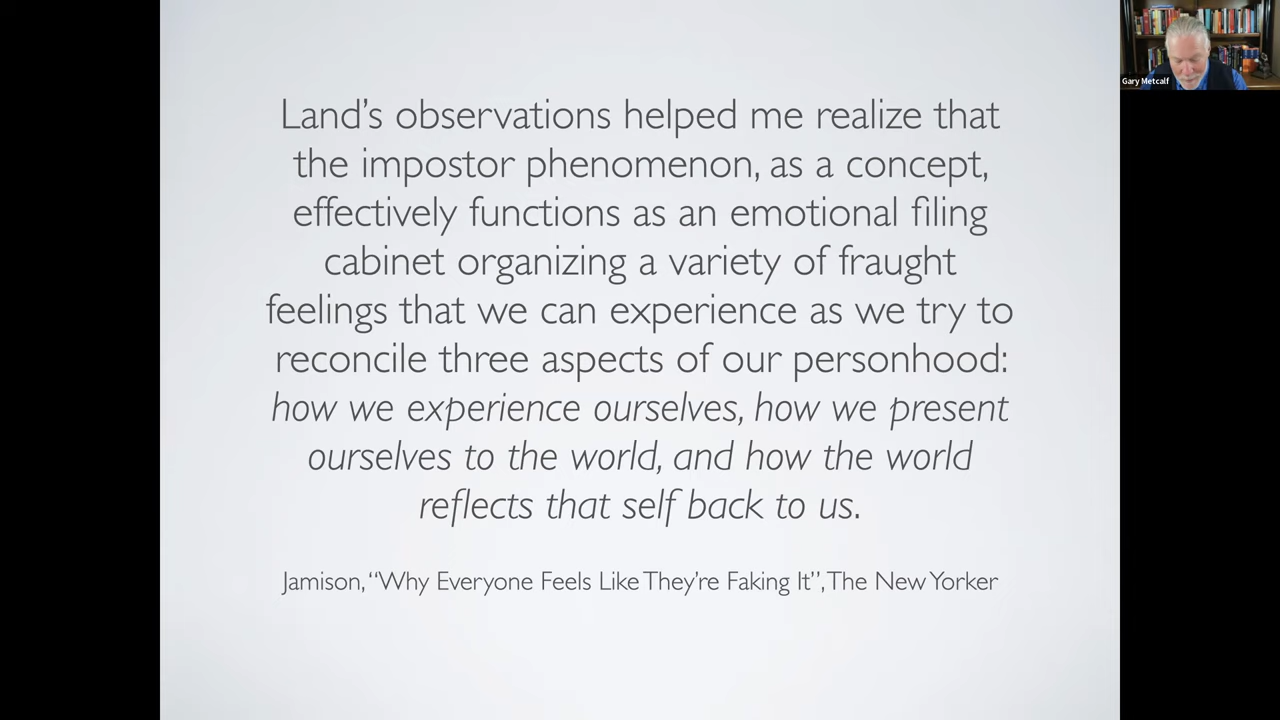 Gary Metcalf
Land’s observations helped me realize that
the impostor phenomenon, as a concept,
effectively functions as an emotional filing
cabinet organizing a variety of fraught
feelings that we can experience as we try to
reconcile three aspects of our personhood:
how we experience ourselves, how we present
ourselves to the world, and how the world
reflects that self back to us.
Jamison, “Why Everyone Feels Like They’re Faking It”, The New Yorker